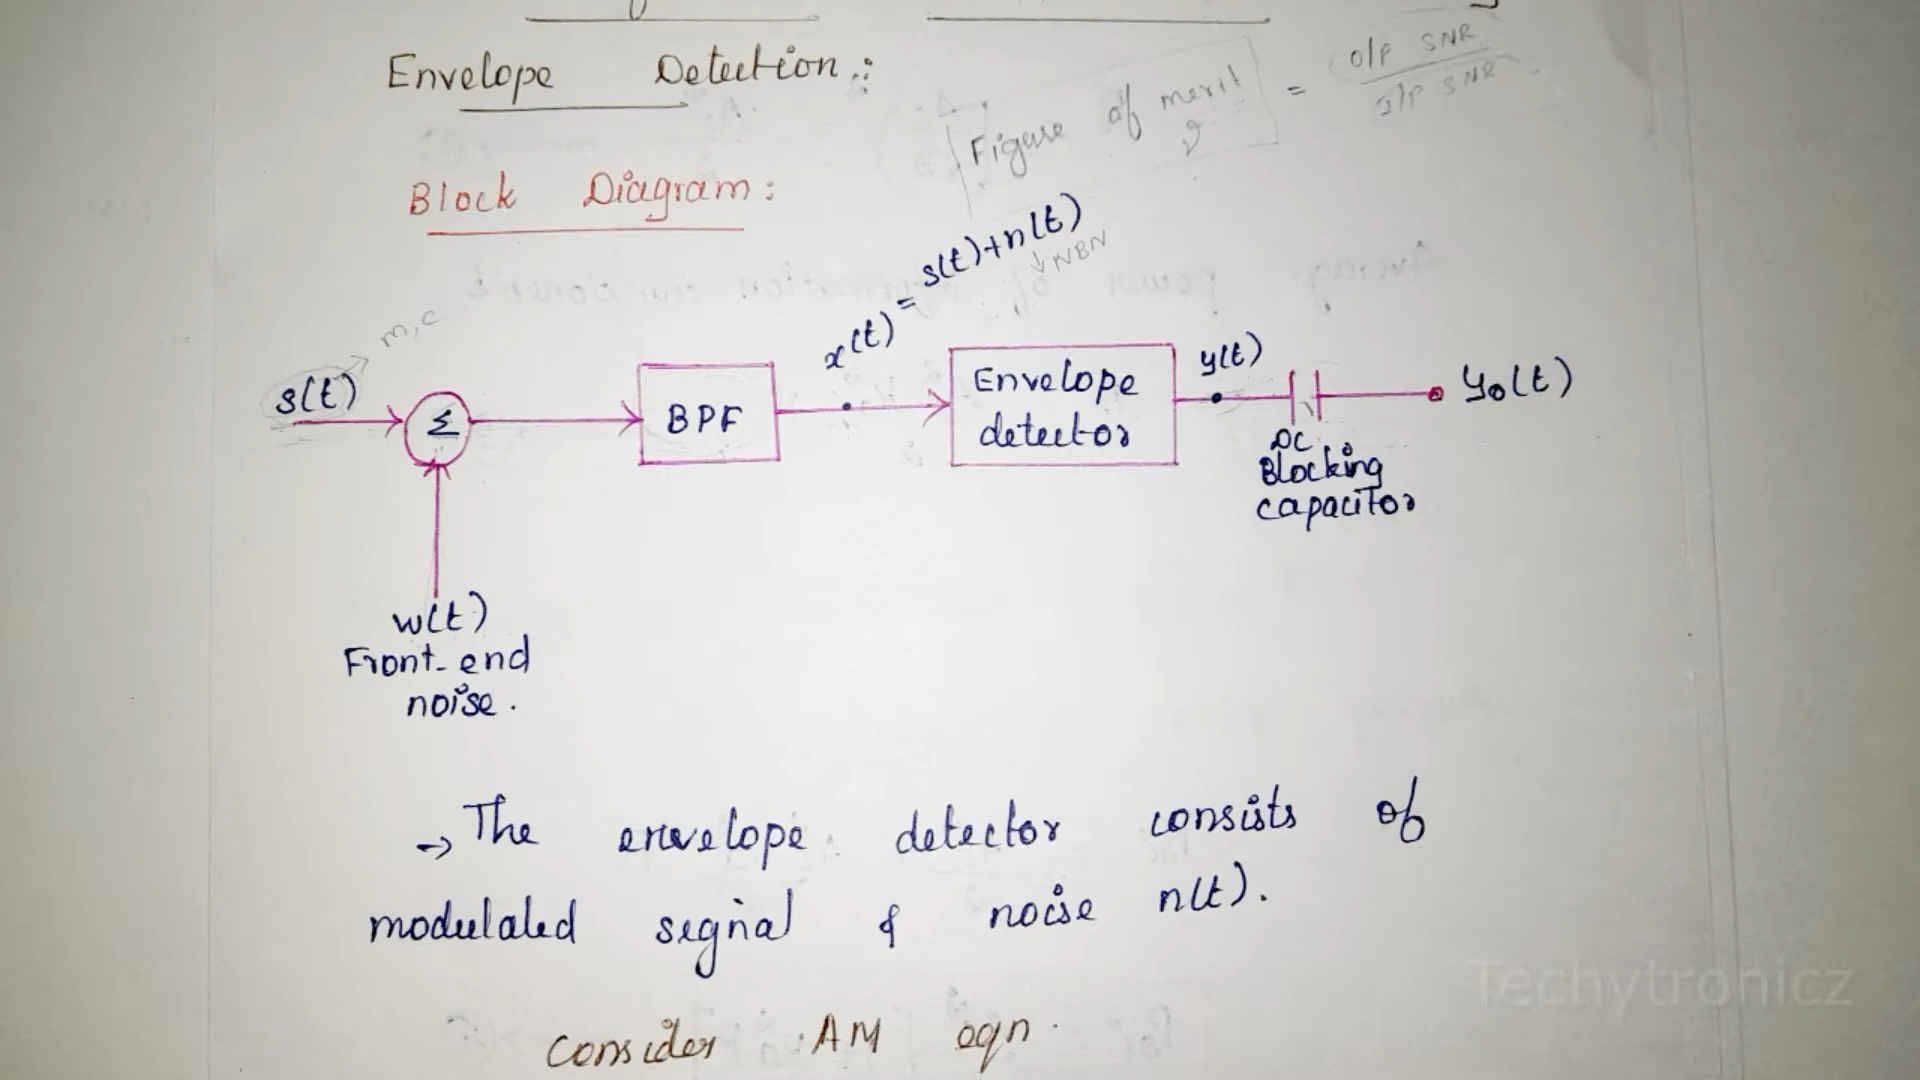 Envelope Detection :
Figure of merit = O/P SNR
I/P SNR
Block Diagram :
x(t) = s(t)+n(t)
↓ NBN
m, c
s(t)
Σ
BPF
Envelope
detector
y(t)
y₀(t)
DC
Blocking
capacitor
w(t)
Front-end
noise.
→ The envelope detector consists of
modulated signal & noise n(t).
Consider AM eqn.
Techytronicz